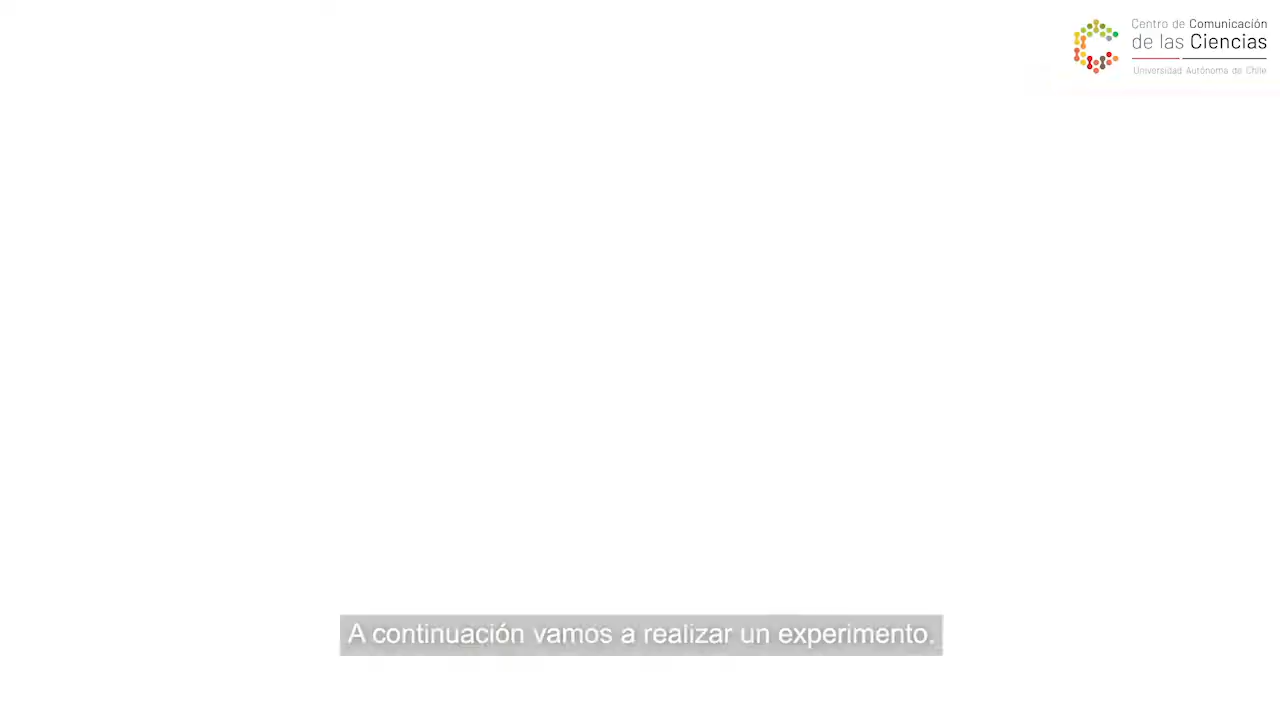 Centro de Comunicación
de las Ciencias
Universidad Autónoma de Chile
A continuación vamos a realizar un experimento.